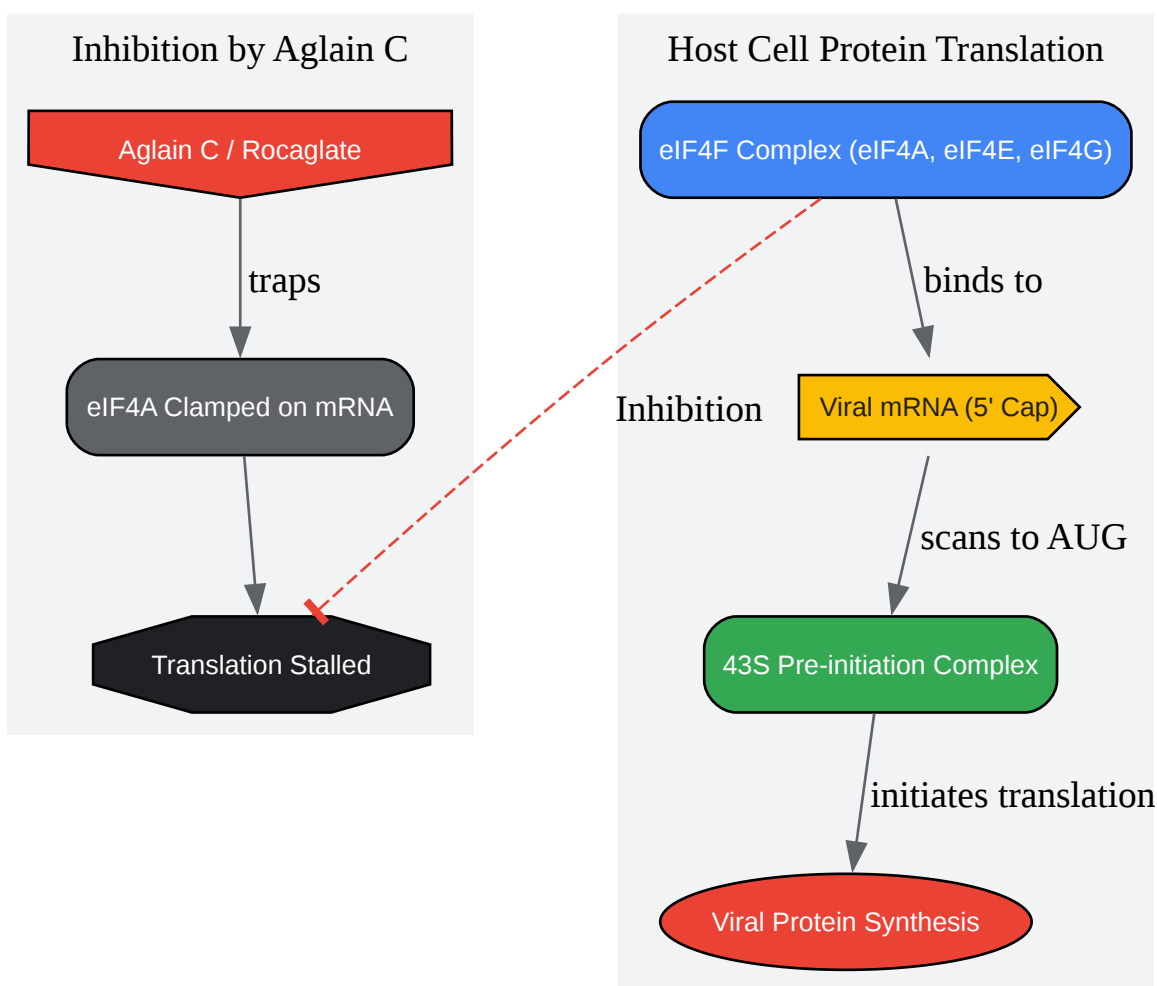 Inhibition by Aglain C
Aglain C / Rocaglate
traps
eIF4A Clamped on mRNA
Translation Stalled
Inhibition
Host Cell Protein Translation
eIF4F Complex (eIF4A, eIF4E, eIF4G)
binds to
Viral mRNA (5' Cap)
scans to AUG
43S Pre-initiation Complex
initiates translation
Viral Protein Synthesis